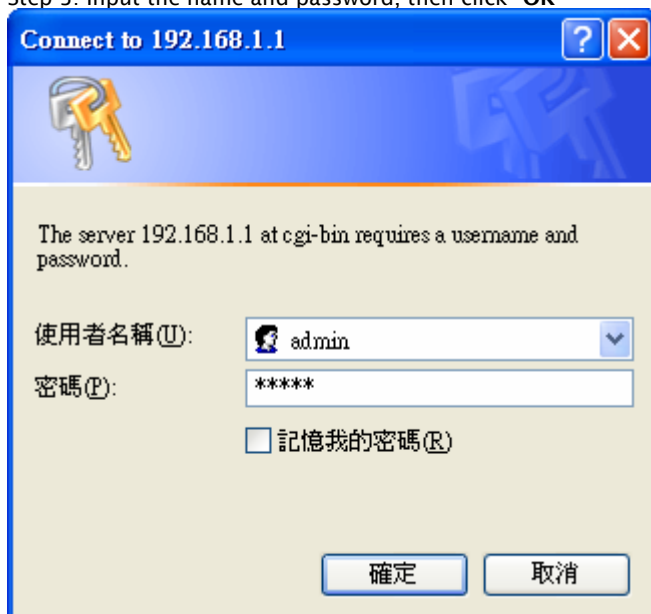 Step 3. Input the name and password, then click "OK"
Connect to 192.168.1.1
The server 192.168.1.1 at cgi-bin requires a username and
password.
使用者名稱(U):
admin
密碼(P):
*****
記憶我的密碼(R)
確定
取消